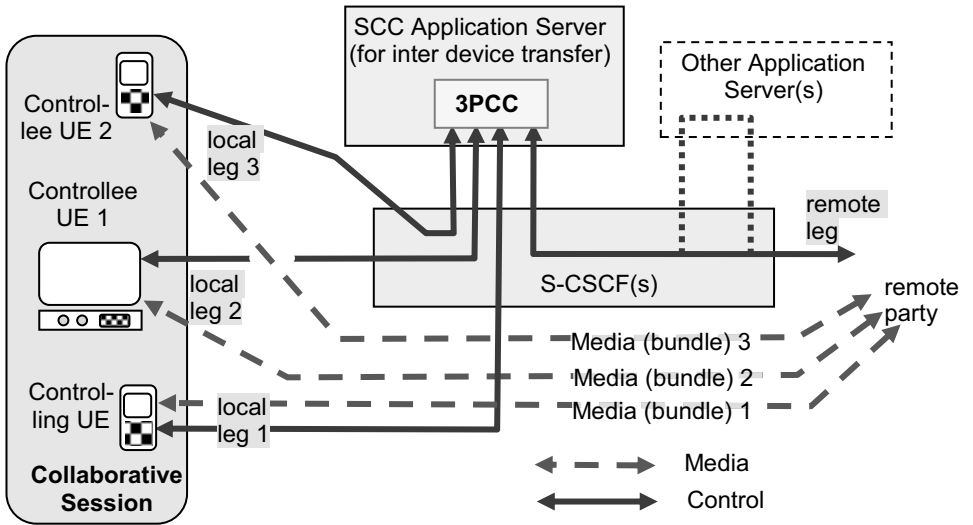 SCC Application Server
(for inter device transfer)
3PCC
Other Application
Server(s)
Control-
lee UE 2
local
leg 3
Controllee
UE 1
remote
leg
local
leg 2
S-CSCF(s)
remote
party
Media (bundle) 3
Media (bundle) 2
Media (bundle) 1
Control-
ling UE
local
leg 1
Collaborative
Session
Media
Control